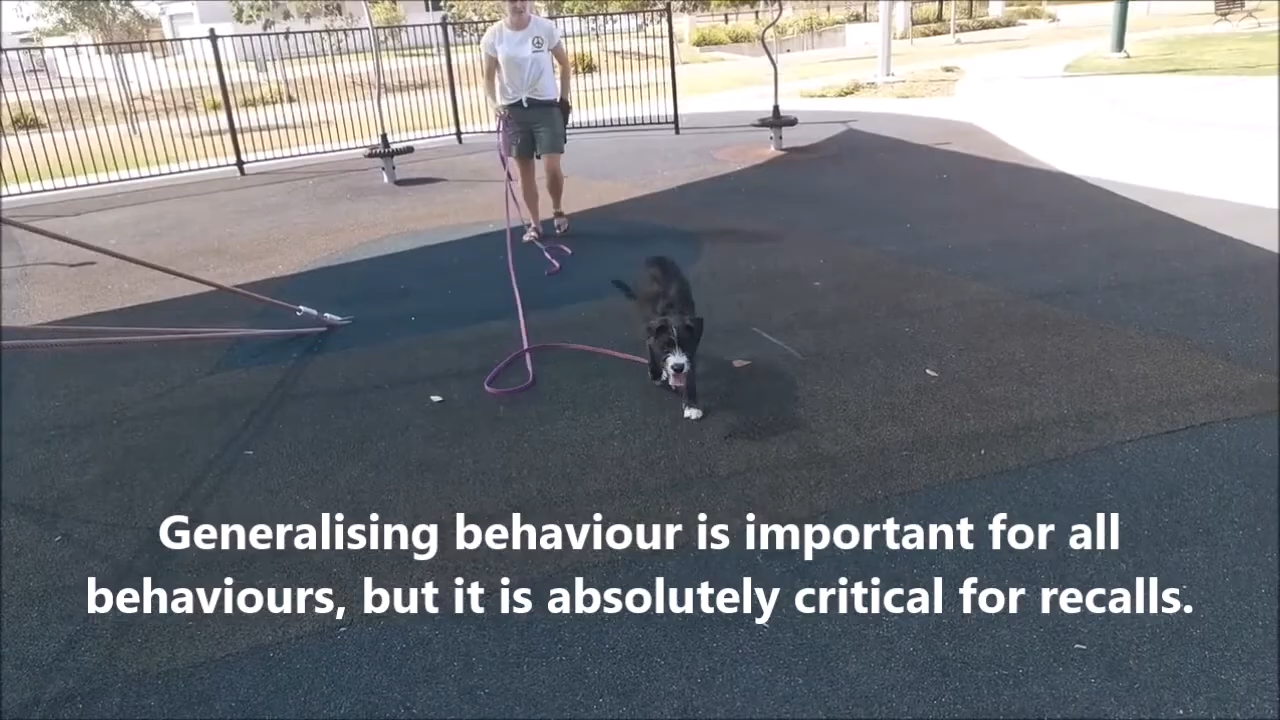 Generalising behaviour is important for all
behaviours, but it is absolutely critical for recalls.